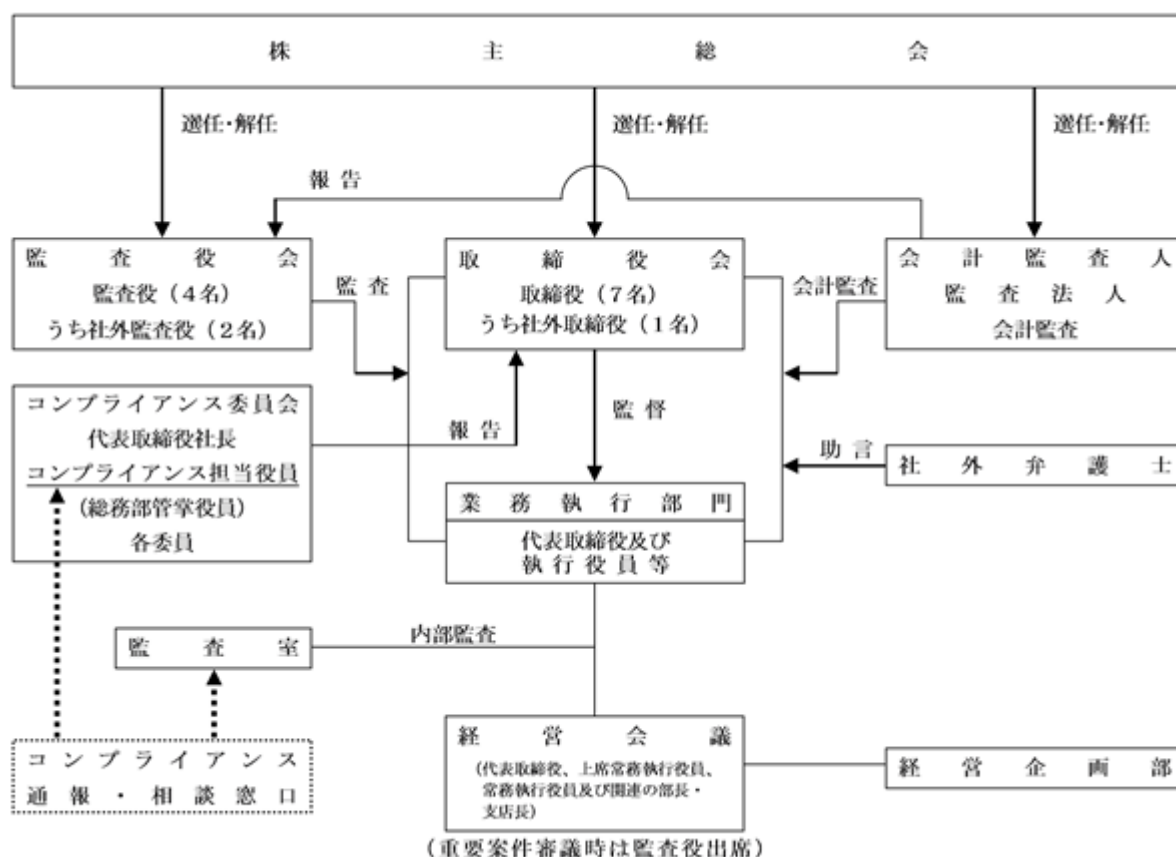 株主総会
選任・解任
選任・解任
選任・解任
報告
監査役会
監査役(4名)
うち社外監査役(2名)
監査
取締役会
取締役(7名)
うち社外取締役(1名)
会計監査
会計監査人
監査法人
会計監査
コンプライアンス委員会
代表取締役社長
コンプライアンス担当役員
(総務部管掌役員)
各委員
報告
監督
助言
社外弁護士
業務執行部門
代表取締役及び
執行役員等
監査室
内部監査
コンプライアンス
通報・相談窓口
経営会議
(代表取締役、上席常務執行役員、
常務執行役員及び関連の部長・
支店長)
経営企画部
(重要案件審議時は監査役出席)